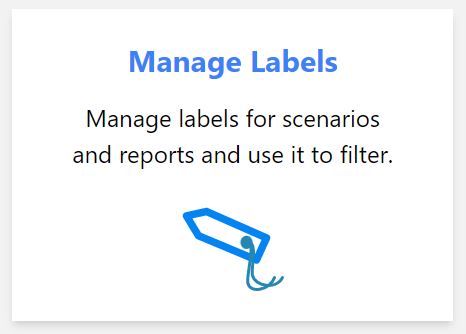 Manage Labels
Manage labels for scenarios
and reports and use it to filter.